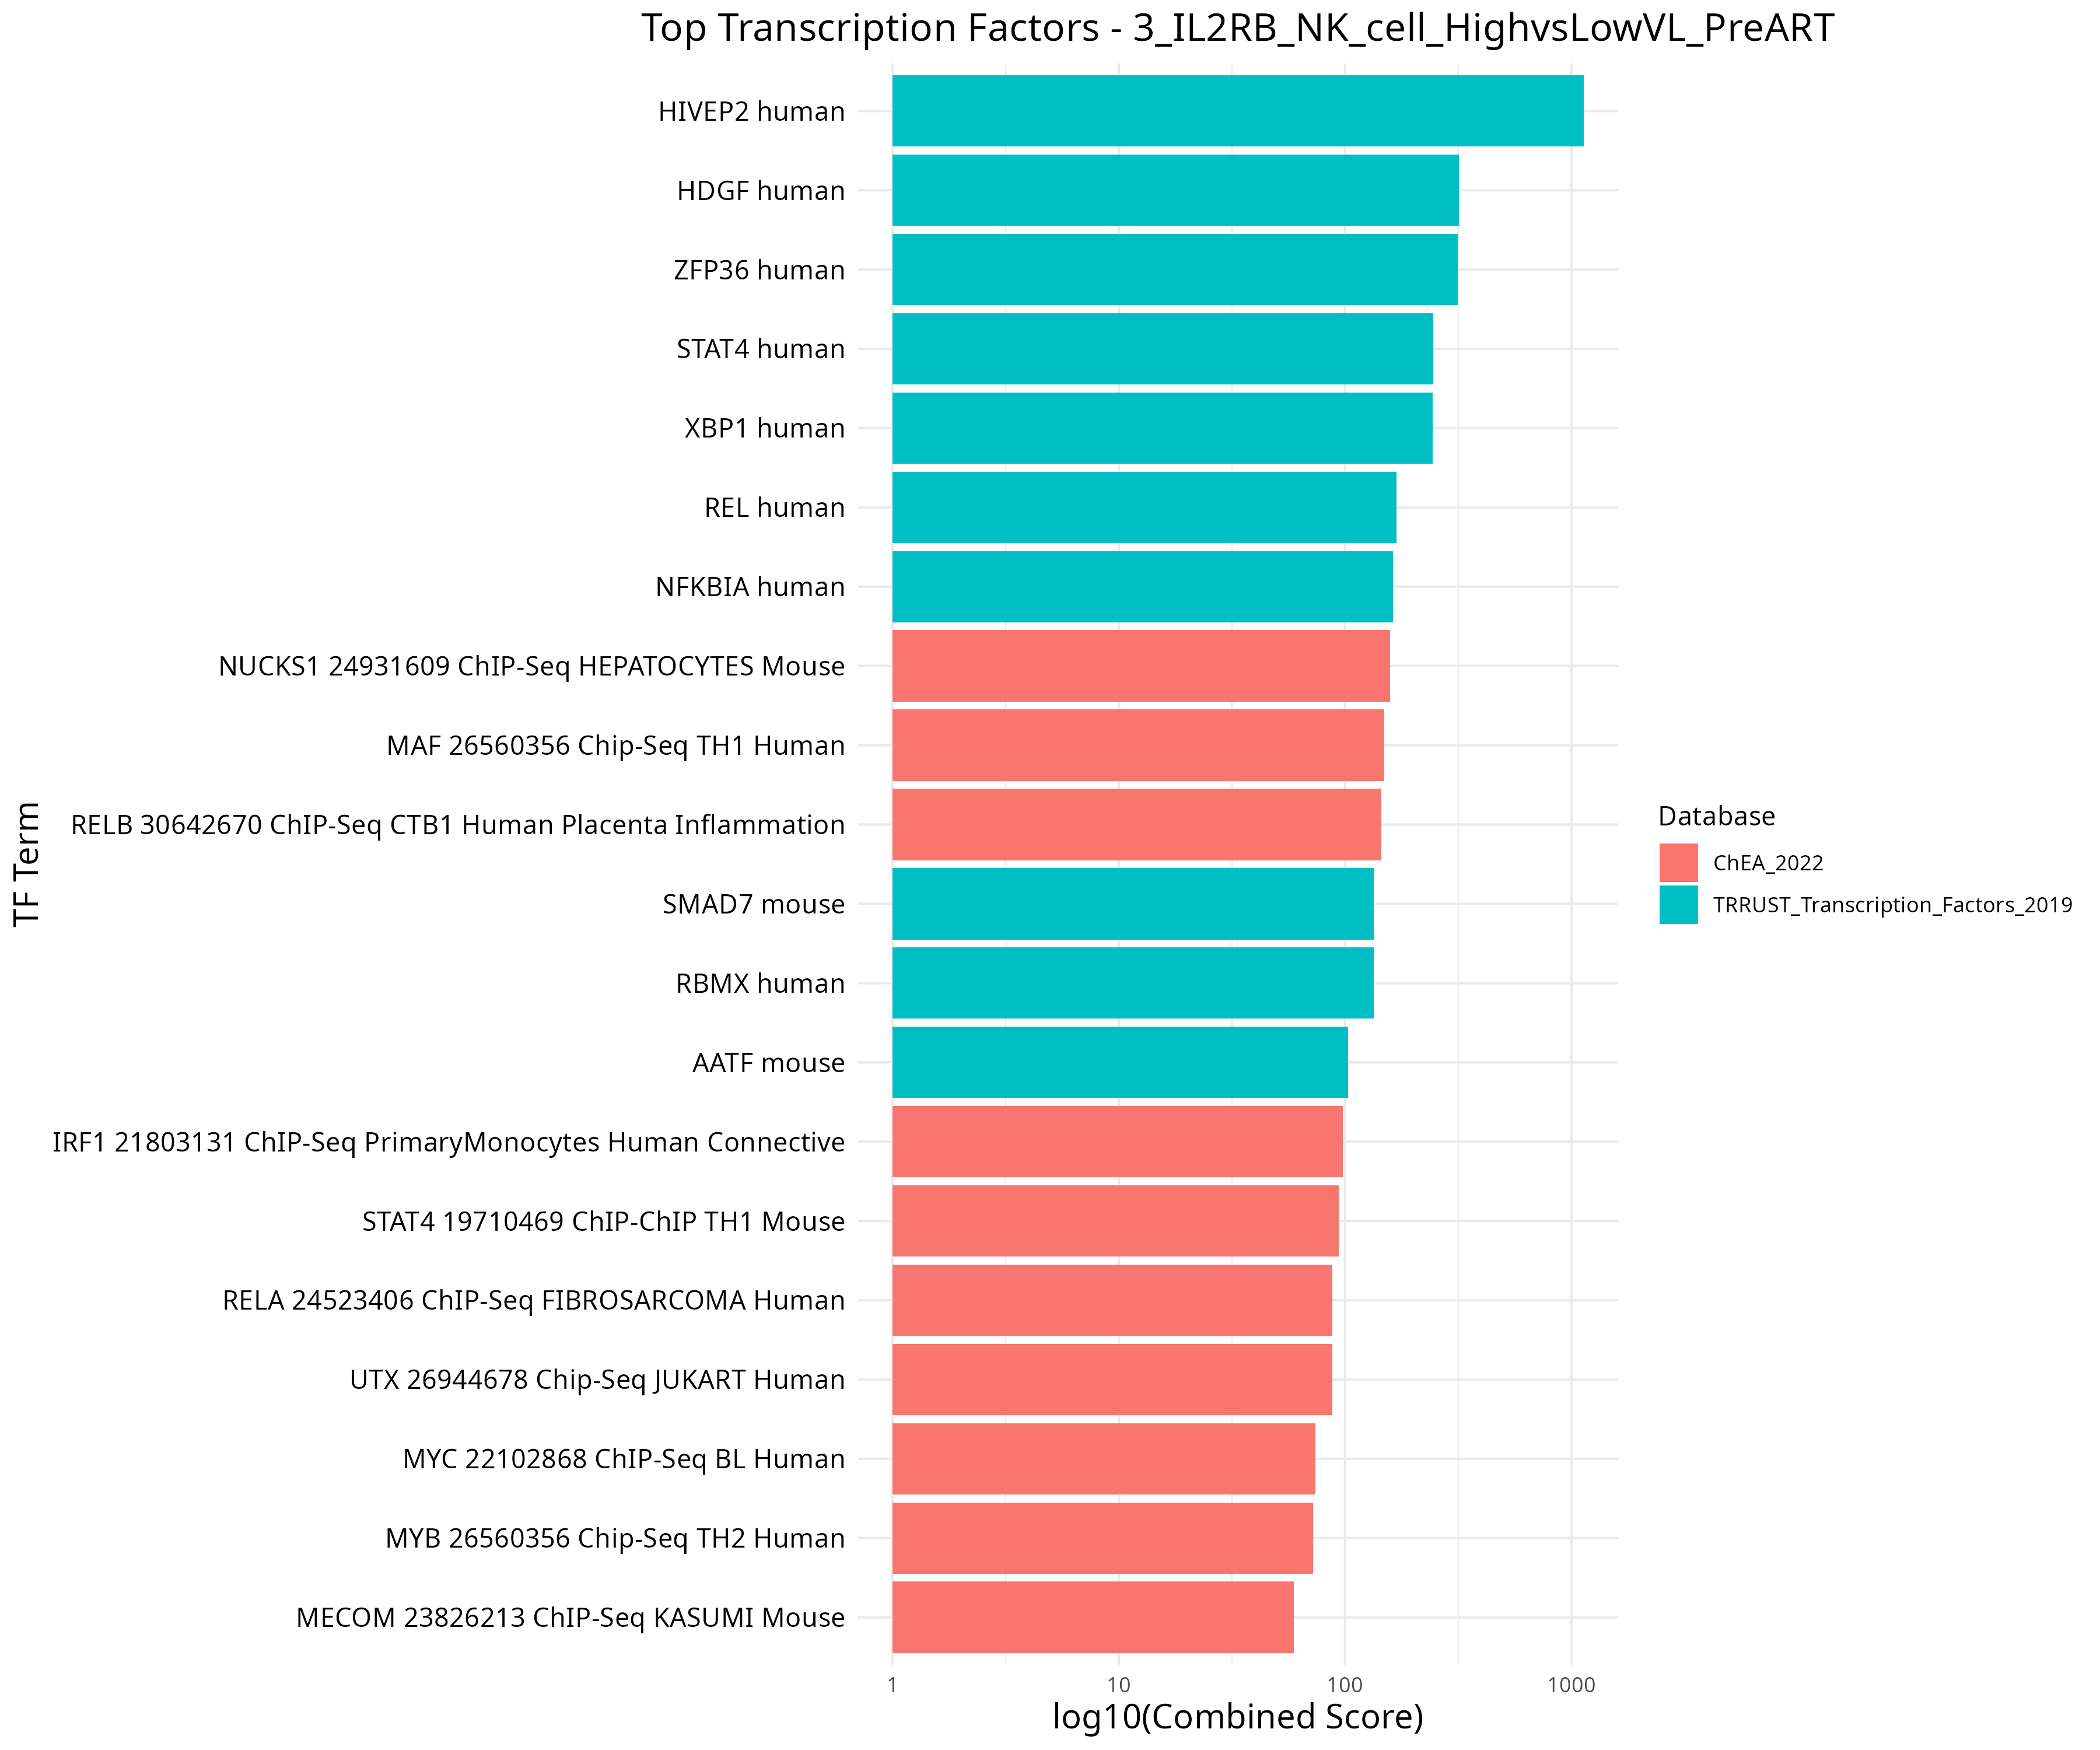 Top Transcription Factors - 3_IL2RB_NK_cell_HighvsLowVL_PreART
TF Term
HIVEP2 human
HDGF human
ZFP36 human
STAT4 human
XBP1 human
REL human
NFKBIA human
NUCKS1 24931609 ChIP-Seq HEPATOCYTES Mouse
MAF 26560356 Chip-Seq TH1 Human
RELB 30642670 ChIP-Seq CTB1 Human Placenta Inflammation
SMAD7 mouse
RBMX human
AATF mouse
IRF1 21803131 ChIP-Seq PrimaryMonocytes Human Connective
STAT4 19710469 ChIP-ChIP TH1 Mouse
RELA 24523406 ChIP-Seq FIBROSARCOMA Human
UTX 26944678 Chip-Seq JUKART Human
MYC 22102868 ChIP-Seq BL Human
MYB 26560356 Chip-Seq TH2 Human
MECOM 23826213 ChIP-Seq KASUMI Mouse
1 10 100 1000
log10(Combined Score)
Database
ChEA_2022
TRRUST_Transcription_Factors_2019